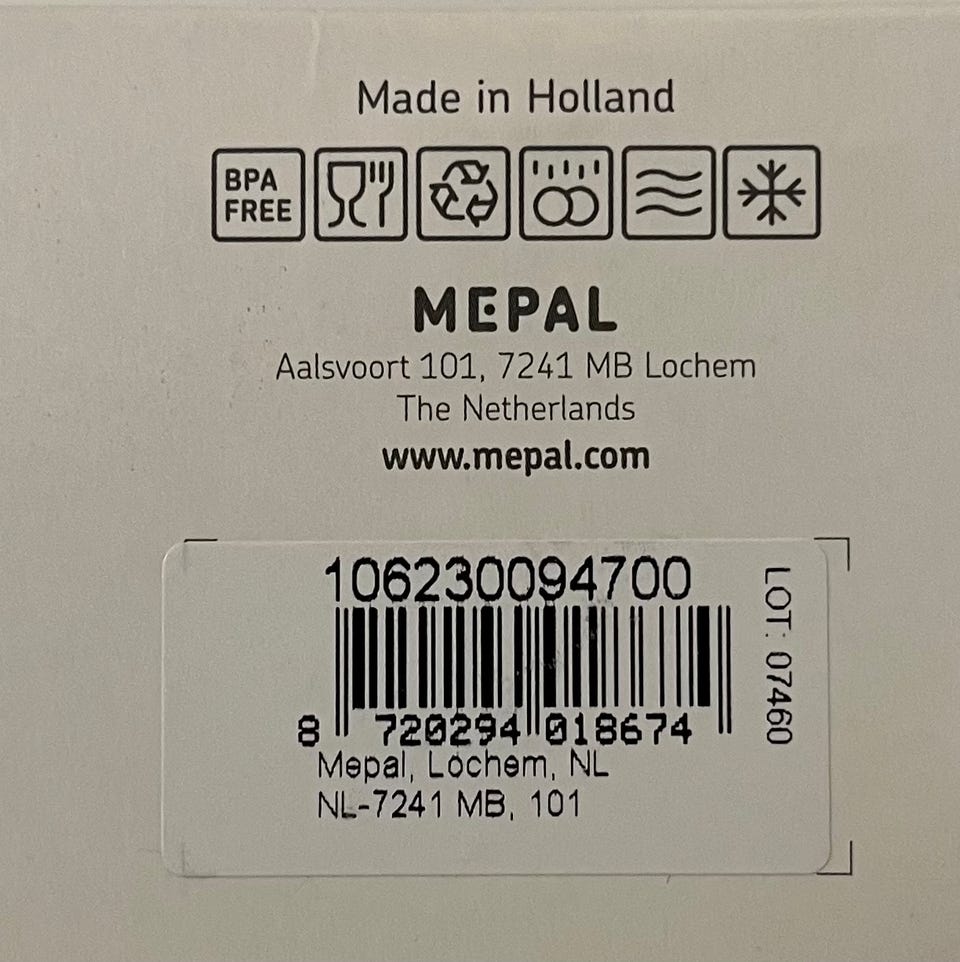 Made in Holland
BPA
FREE
MEPAL
Aalsvoort 101, 7241 MB Lochem
The Netherlands
www.mepal.com
106230094700
LOT: 07460
8 720294 018674
Mepal, Lochem, NL
NL-7241 MB, 101